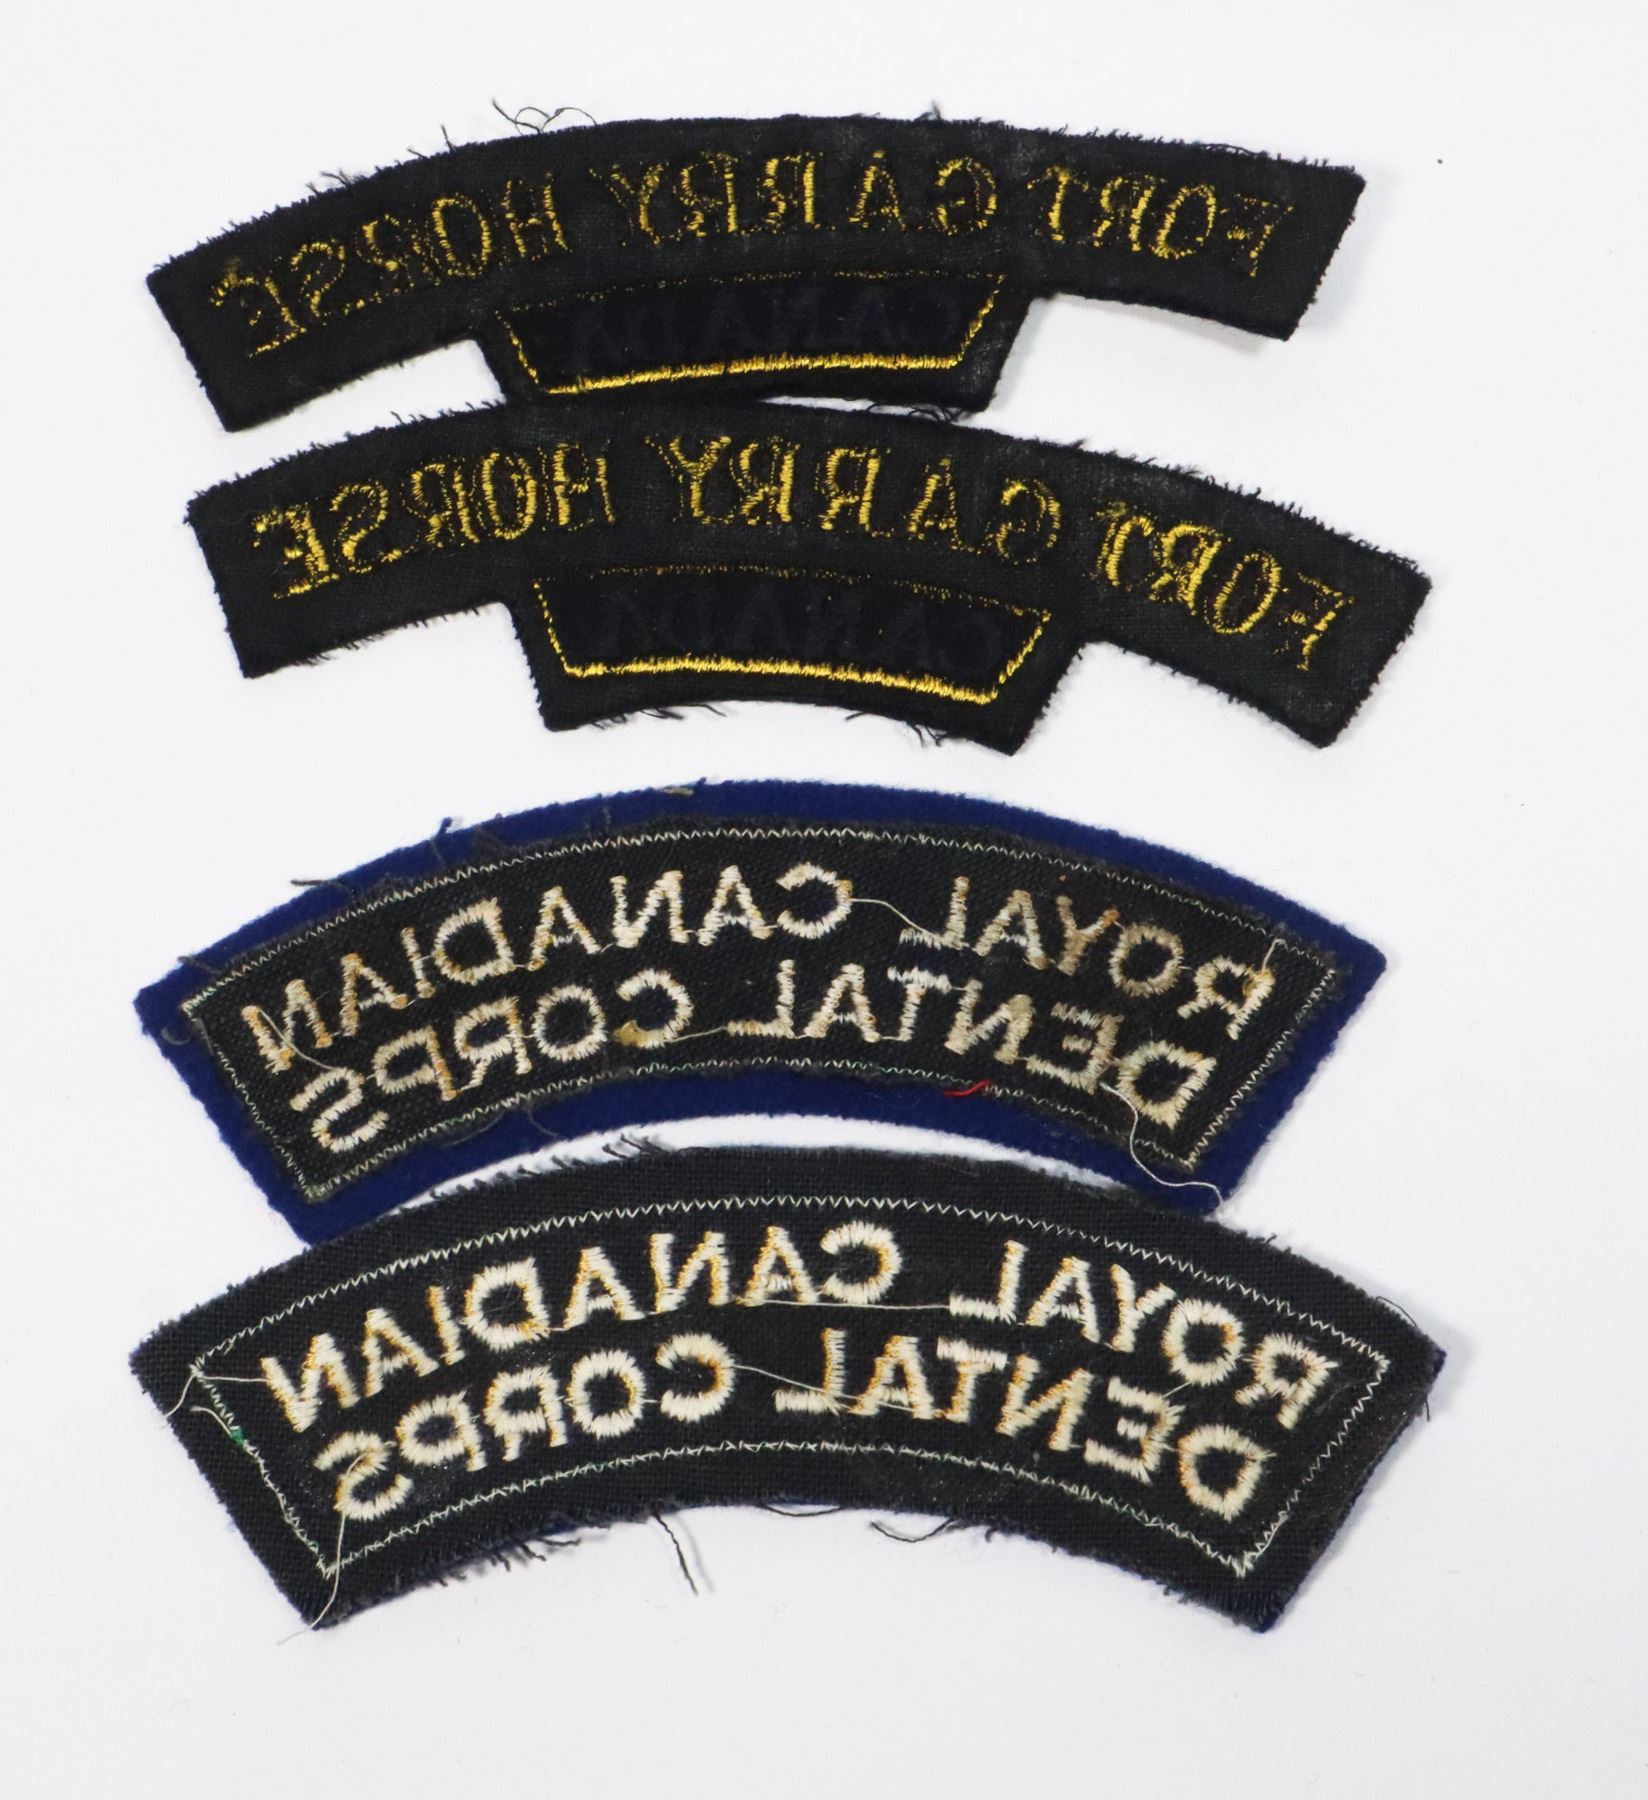 FORT GARRY HORSE
CANADA
FORT GARRY HORSE
CANADA
ROYAL CANADIAN
DENTAL CORPS
ROYAL CANADIAN
DENTAL CORPS